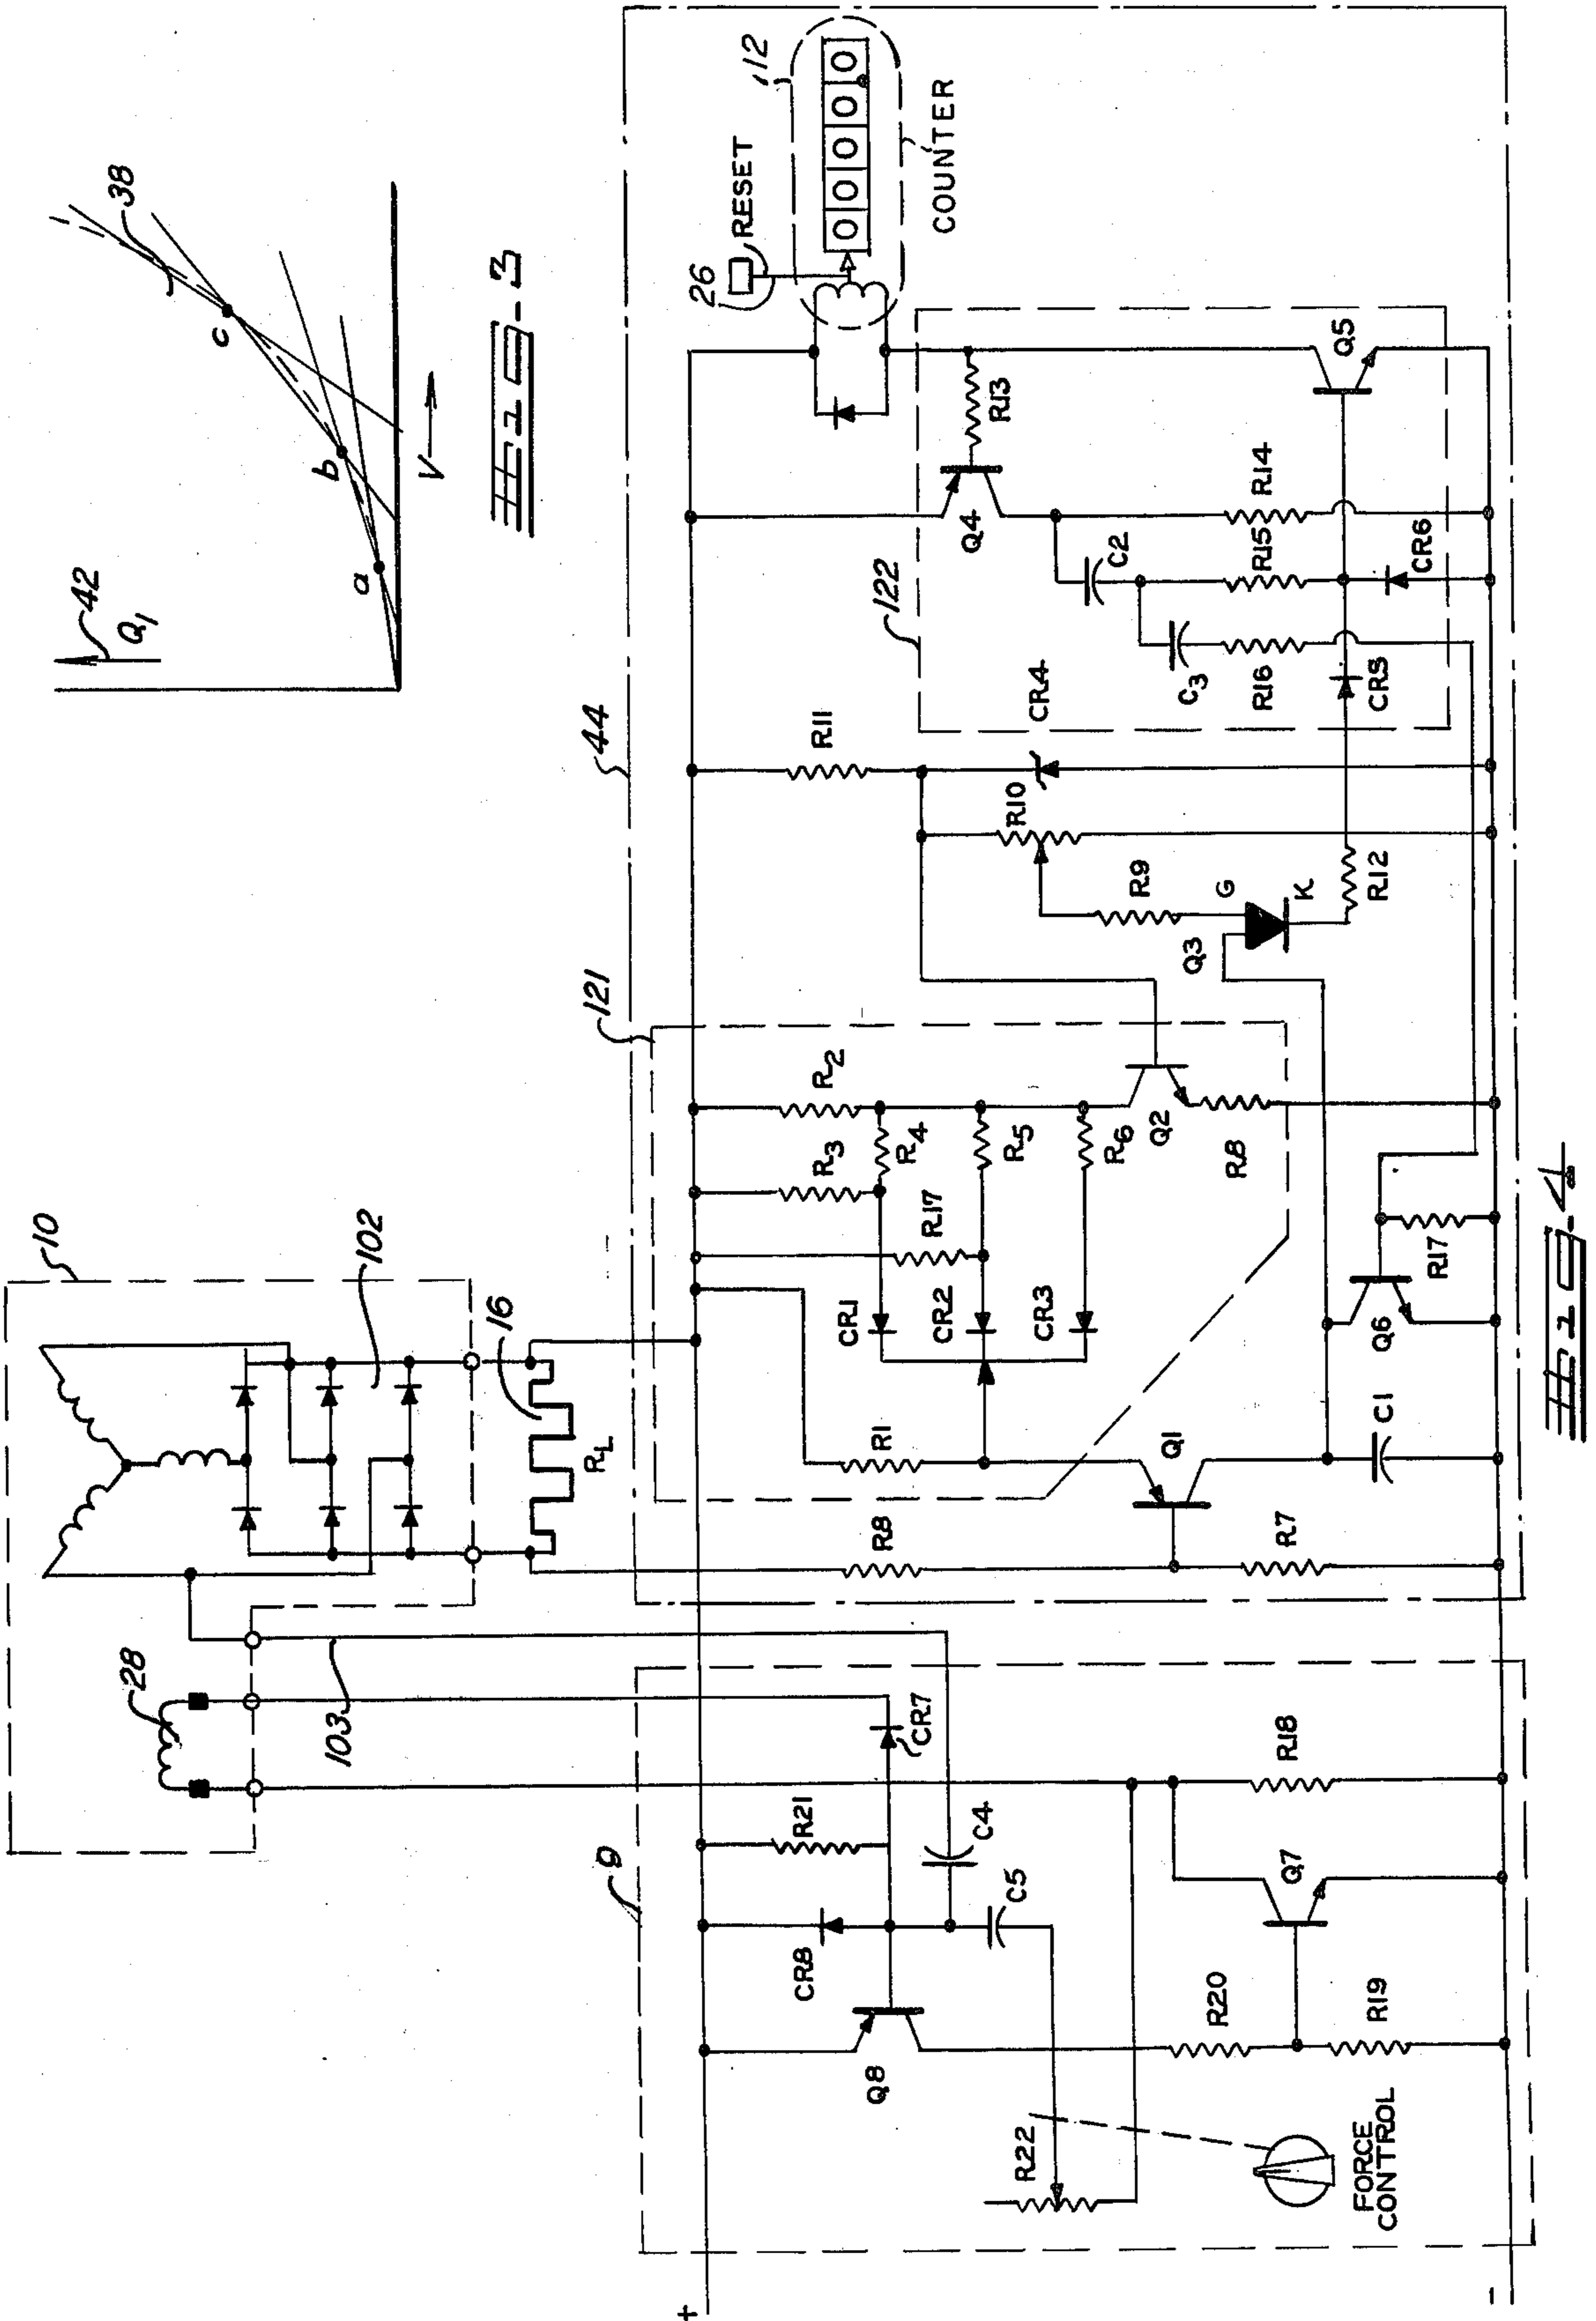 42
Q1
38
a
b
c
V
FIG-3
10
28
102
103
16
RL
44
12
RESET
26
0 0 0 0 0
COUNTER
121
122
9
R21
CR8
CR7
C4
C5
Q8
R22
FORCE
CONTROL
R20
R19
Q7
R18
R1
R8
Q1
R7
C1
R2
R3
R4
R17
R5
R6
CR1
CR2
CR3
Q2
R8
Q6
R17
R11
CR4
R10
R9
G
Q3
K
R12
R13
Q4
C2
C3
R14
R15
R16
CR5
CR6
Q5
+
-
FIG-4